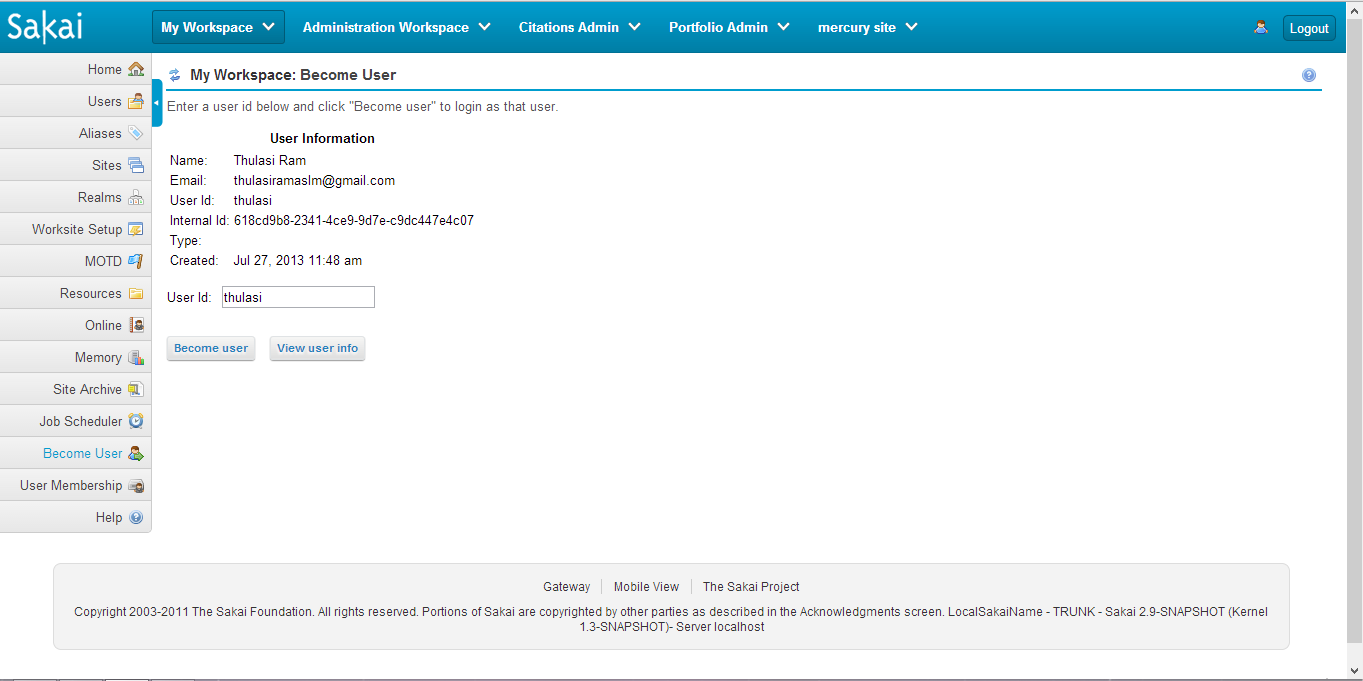 Sakai
My Workspace Administration Workspace Citations Admin Portfolio Admin mercury site Logout
Home
Users
Aliases
Sites
Realms
Worksite Setup
MOTD
Resources
Online
Memory
Site Archive
Job Scheduler
Become User
User Membership
Help
My Workspace: Become User
Enter a user id below and click "Become user" to login as that user.
User Information
Name: Thulasi Ram
Email: thulasiramaslm@gmail.com
User Id: thulasi
Internal Id: 618cd9b8-2341-4ce9-9d7e-c9dc447e4c07
Type:
Created: Jul 27, 2013 11:48 am
User Id: thulasi
Become user View user info
Gateway Mobile View The Sakai Project
Copyright 2003-2011 The Sakai Foundation. All rights reserved. Portions of Sakai are copyrighted by other parties as described in the Acknowledgments screen. LocalSakaiName - TRUNK - Sakai 2.9-SNAPSHOT (Kernel
1.3-SNAPSHOT)- Server localhost